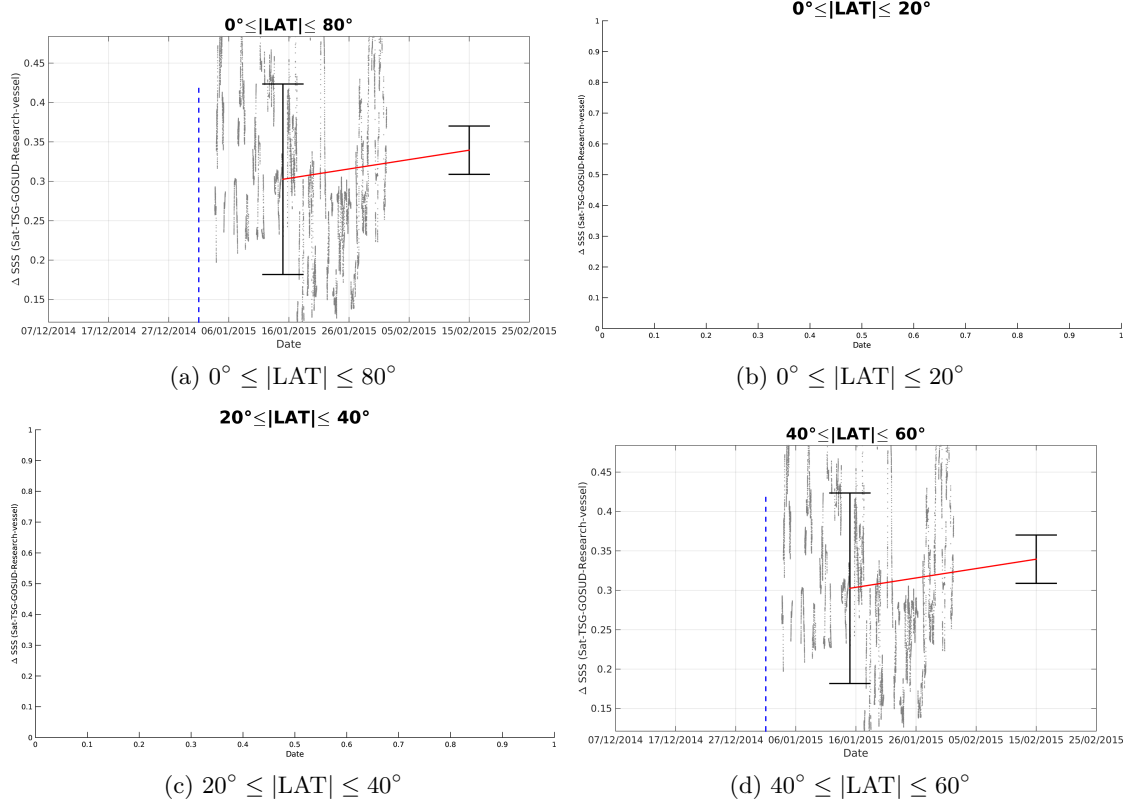 0°≤|LAT|≤ 80°
Δ SSS (Sat-TSG-GOSUD-Research-vessel)
0.45
0.4
0.35
0.3
0.25
0.2
0.15
07/12/2014 17/12/2014 27/12/2014 06/01/2015 16/01/2015 26/01/2015 05/02/2015 15/02/2015 25/02/2015
Date
(a) 0° ≤ |LAT| ≤ 80°
0°≤|LAT|≤ 20°
Δ SSS (Sat-TSG-GOSUD-Research-vessel)
1
0.9
0.8
0.7
0.6
0.5
0.4
0.3
0.2
0.1
0
0 0.1 0.2 0.3 0.4 0.5 0.6 0.7 0.8 0.9 1
Date
(b) 0° ≤ |LAT| ≤ 20°
20°≤|LAT|≤ 40°
Δ SSS (Sat-TSG-GOSUD-Research-vessel)
1
0.9
0.8
0.7
0.6
0.5
0.4
0.3
0.2
0.1
0
0 0.1 0.2 0.3 0.4 0.5 0.6 0.7 0.8 0.9 1
Date
(c) 20° ≤ |LAT| ≤ 40°
40°≤|LAT|≤ 60°
Δ SSS (Sat-TSG-GOSUD-Research-vessel)
0.45
0.4
0.35
0.3
0.25
0.2
0.15
07/12/2014 17/12/2014 27/12/2014 06/01/2015 16/01/2015 26/01/2015 05/02/2015 15/02/2015 25/02/2015
Date
(d) 40° ≤ |LAT| ≤ 60°